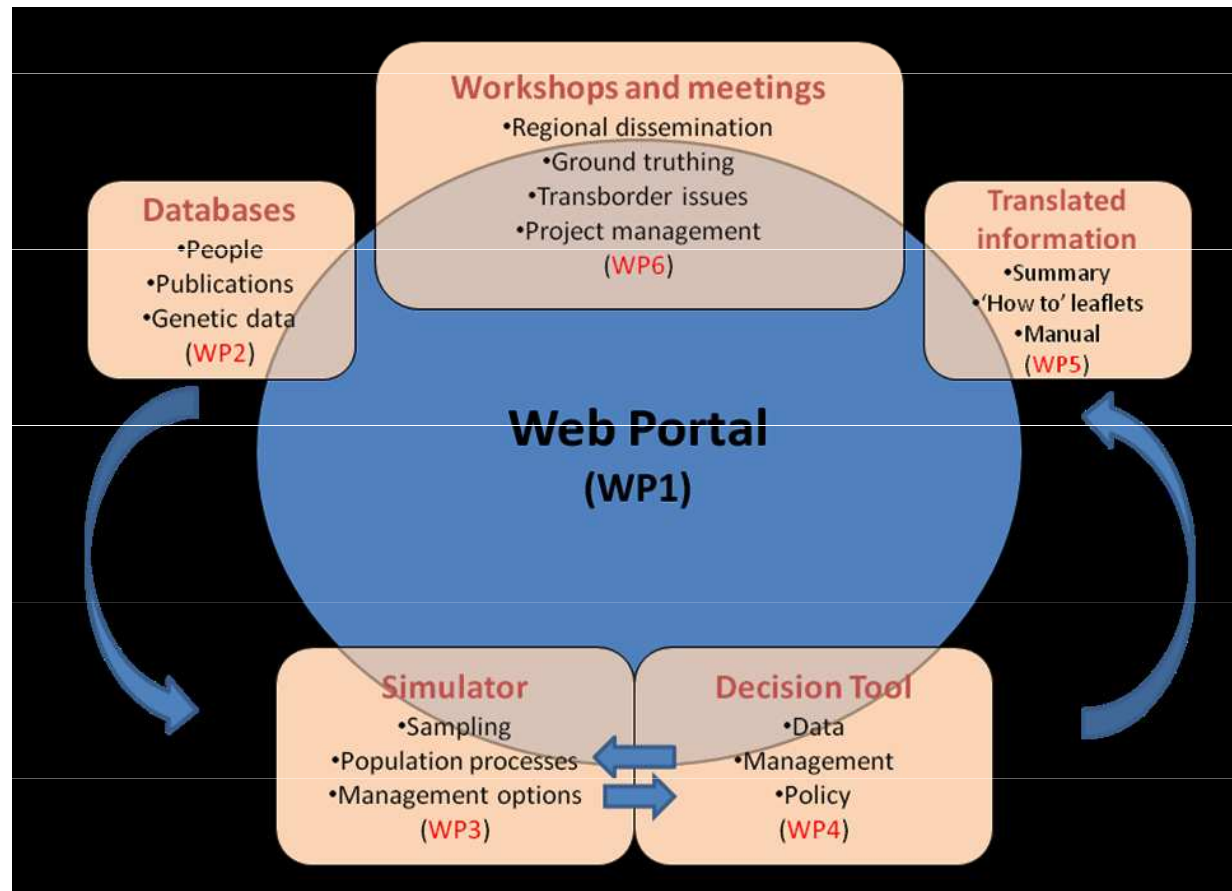 Workshops and meetings
•Regional dissemination
•Ground truthing
•Transborder issues
•Project management
(WP6)
Databases
•People
•Publications
•Genetic data
(WP2)
Translated
information
•Summary
•‘How to’ leaflets
•Manual
(WP5)
Web Portal
(WP1)
Simulator
•Sampling
•Population processes
•Management options
(WP3)
Decision Tool
•Data
•Management
•Policy
(WP4)